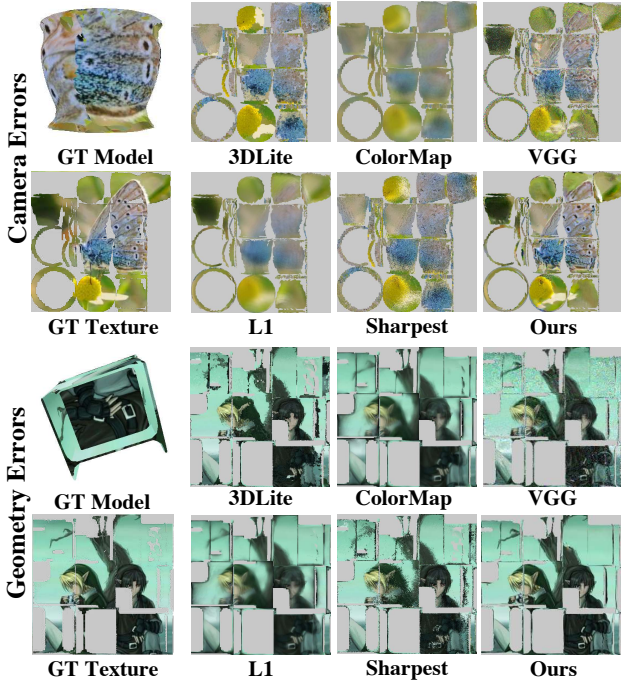 Camera Errors
GT Model
3DLite
ColorMap
VGG
GT Texture
L1
Sharpest
Ours
Geometry Errors
GT Model
3DLite
ColorMap
VGG
GT Texture
L1
Sharpest
Ours